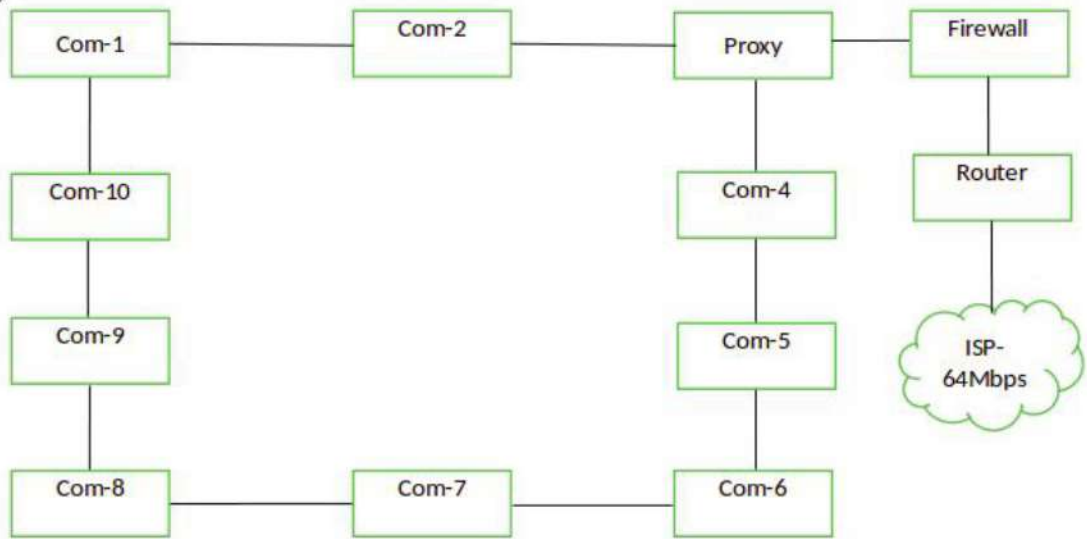 Com-1
Com-2
Proxy
Firewall
Com-10
Com-4
Router
Com-9
Com-5
ISP-
64Mbps
Com-8
Com-7
Com-6